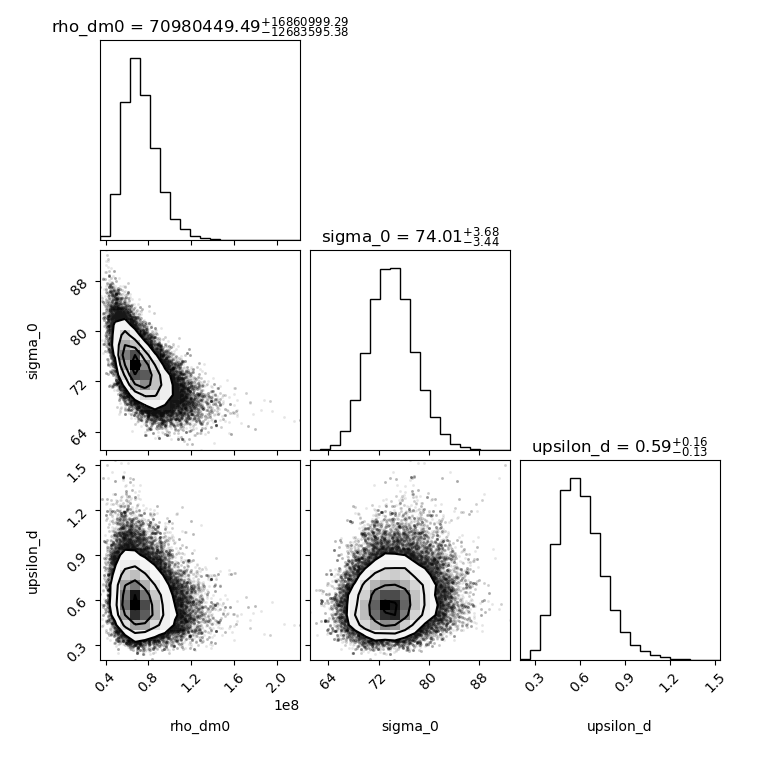 rho_dm0 = 70980449.49+16860999.29−12683595.38
sigma_0 = 74.01+3.68−3.44
88
80
72
64
sigma_0
upsilon_d = 0.59+0.16−0.13
1.5
1.2
0.9
0.6
0.3
upsilon_d
0.4 0.8 1.6 2.0
1e8
rho_dm0
64 72 80 88
sigma_0
0.3 0.6 0.9 1.2 1.5
upsilon_d